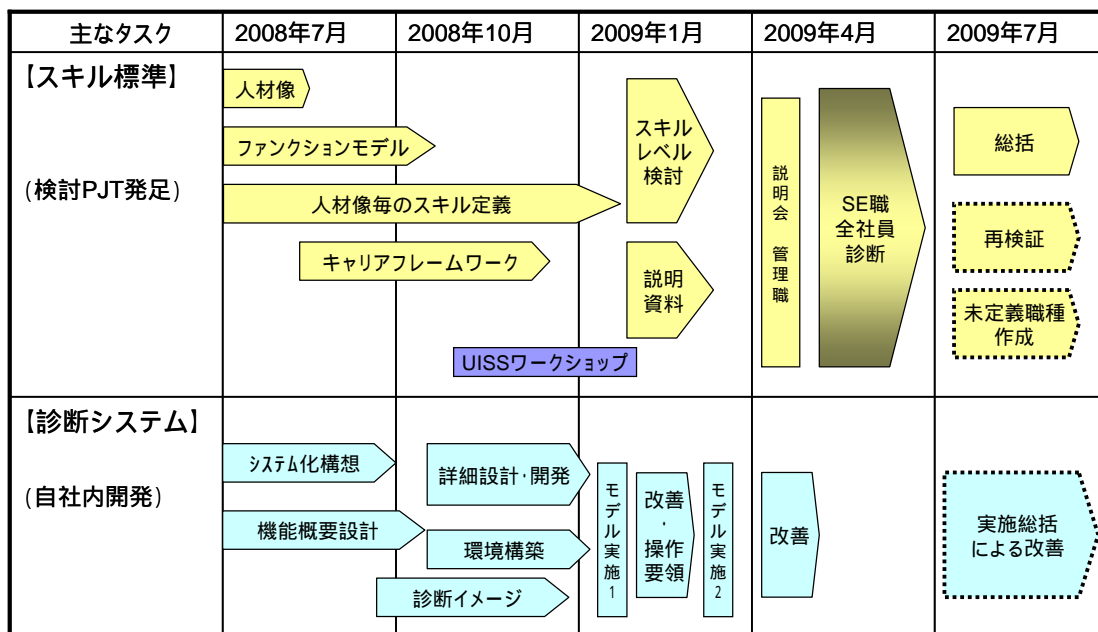 主なタスク
2008年7月
2008年10月
2009年1月
2009年4月
2009年7月
【スキル標準】
(検討PJT発足)
人材像
ファンクションモデル
人材像毎のスキル定義
キャリアフレームワーク
UISSワークショップ
スキル
レベル
検討
説明
資料
説明会 管理職
SE職
全社員
診断
総括
再検証
未定義職種
作成
【診断システム】
(自社内開発)
システム化構想
機能概要設計
詳細設計・開発
環境構築
診断イメージ
モデル実施1
改善
・
操作
要領
モデル実施2
改善
実施総括
による改善